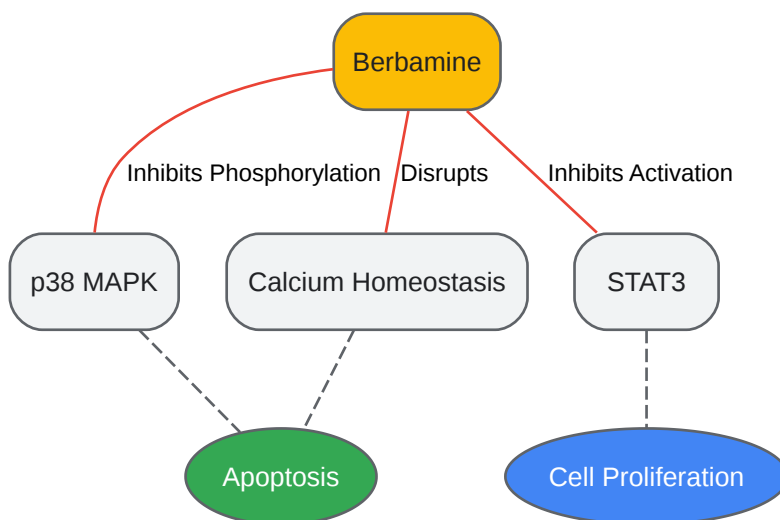 Berbamine
Inhibits Phosphorylation
Disrupts
Inhibits Activation
p38 MAPK
Calcium Homeostasis
STAT3
Apoptosis
Cell Proliferation